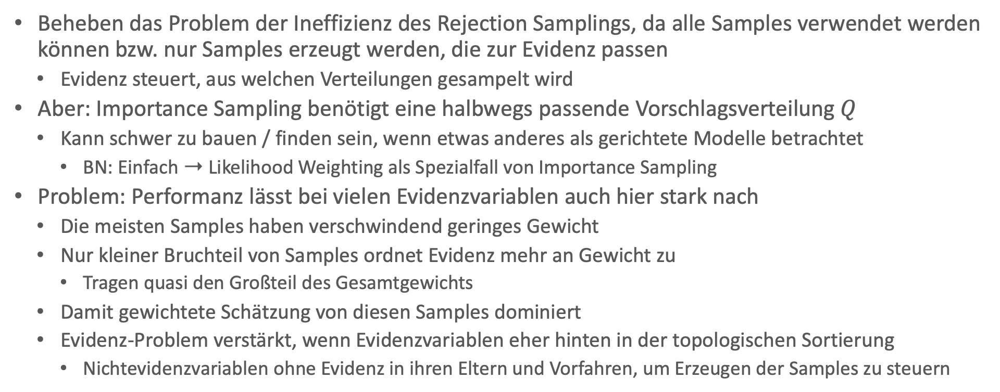 • Beheben das Problem der Ineffizienz des Rejection Samplings, da alle Samples verwendet werden
können bzw. nur Samples erzeugt werden, die zur Evidenz passen
• Evidenz steuert, aus welchen Verteilungen gesampelt wird
• Aber: Importance Sampling benötigt eine halbwegs passende Vorschlagsverteilung Q
• Kann schwer zu bauen / finden sein, wenn etwas anderes als gerichtete Modelle betrachtet
• BN: Einfach → Likelihood Weighting als Spezialfall von Importance Sampling
• Problem: Performanz lässt bei vielen Evidenzvariablen auch hier stark nach
• Die meisten Samples haben verschwindend geringes Gewicht
• Nur kleiner Bruchteil von Samples ordnet Evidenz mehr an Gewicht zu
• Tragen quasi den Großteil des Gesamtgewichts
• Damit gewichtete Schätzung von diesen Samples dominiert
• Evidenz-Problem verstärkt, wenn Evidenzvariablen eher hinten in der topologischen Sortierung
• Nichtevidenzvariablen ohne Evidenz in ihren Eltern und Vorfahren, um Erzeugen der Samples zu steuern